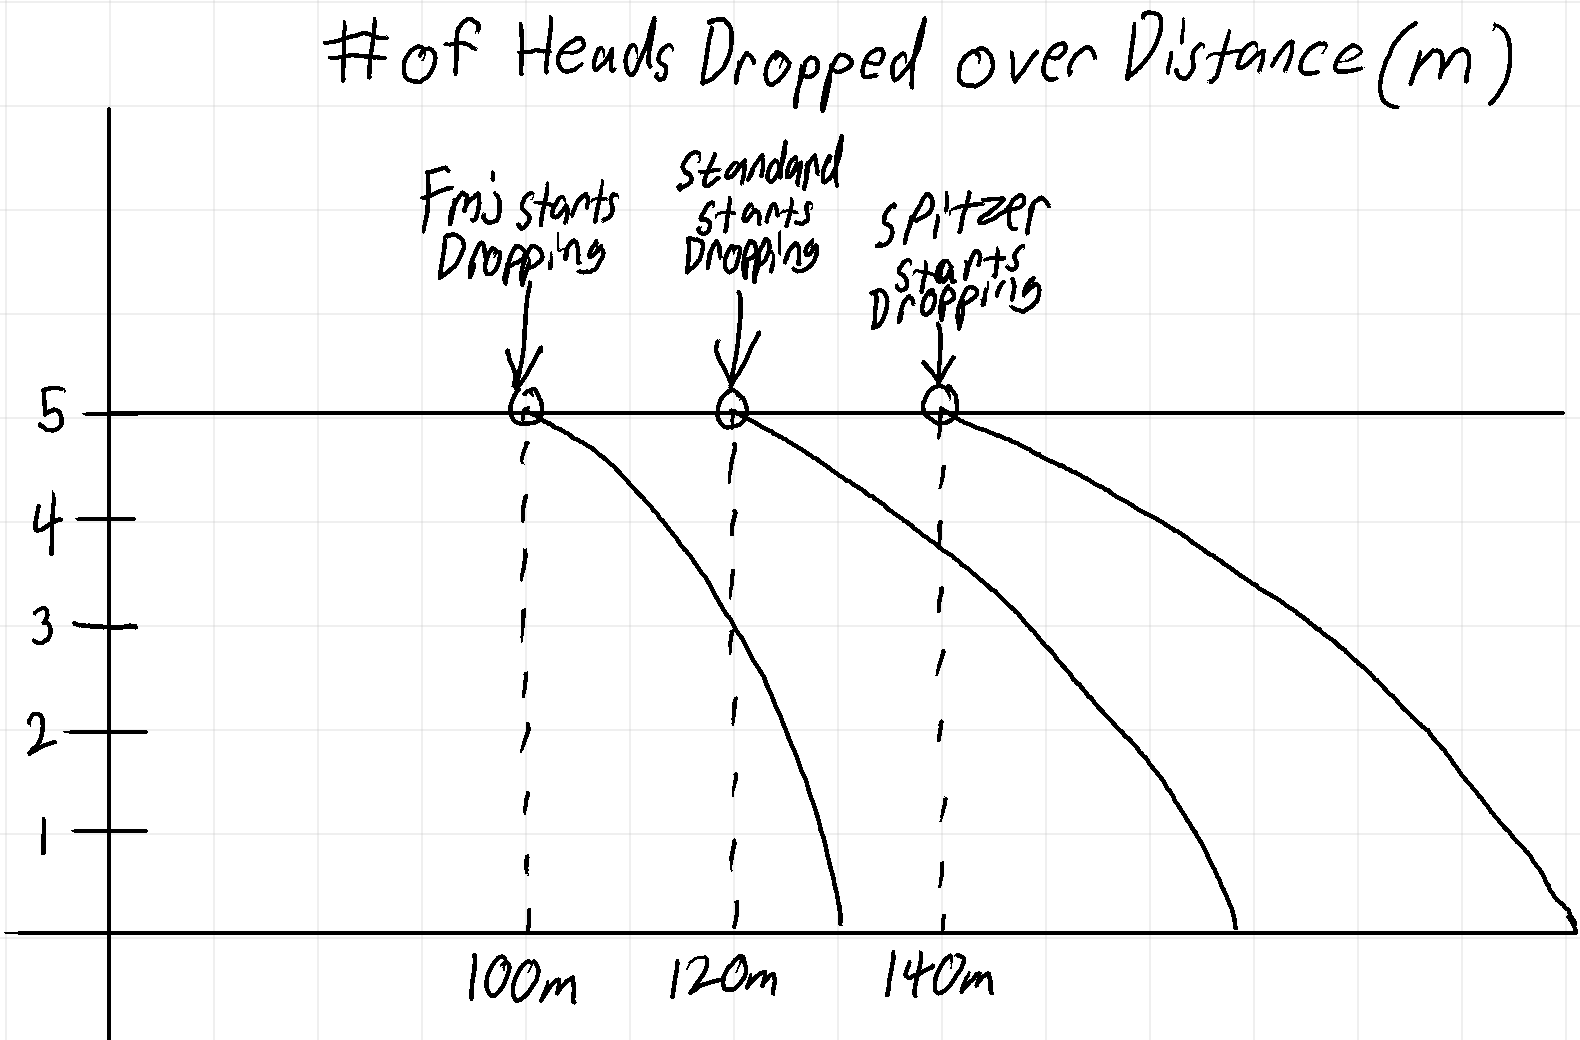 # of Heads Dropped over Distance (m)
Fmj starts
Dropping
Standard
starts
Dropping
spitzer
starts
Dropping
5
4
3
2
1
100m
120m
140m